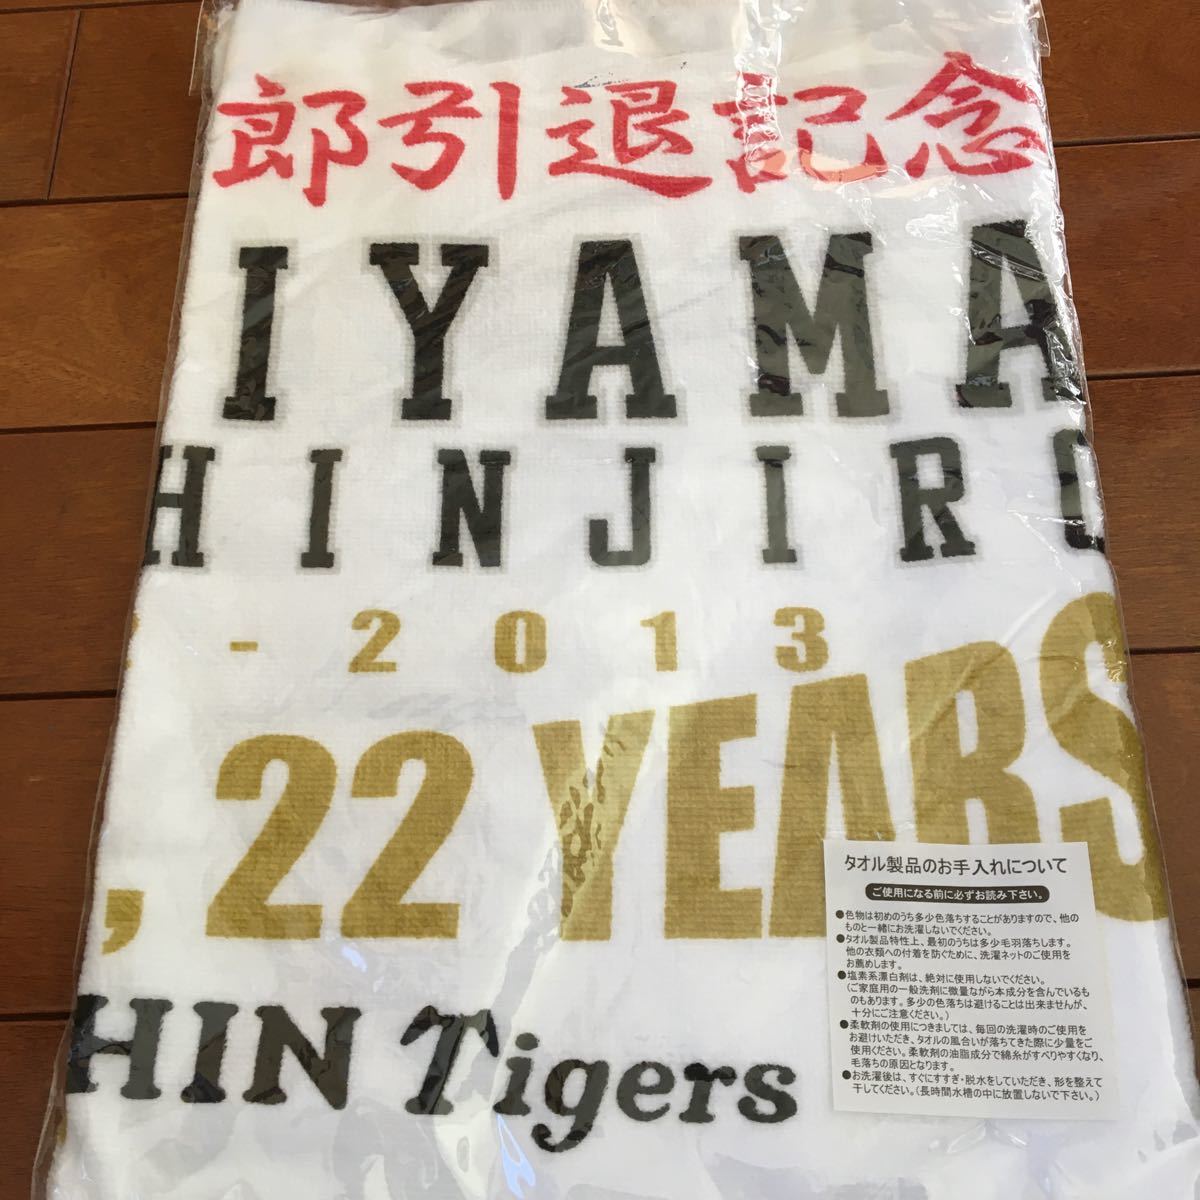 郎引退記念
IYAMA
HINJIRO
-2013
, 22 YEARS
HIN Tigers
タオル製品のお手入れについて
ご使用になる前に必ずお読み下さい。
●色物は初めのうち多少色落ちすることがありますので、他の
ものと一緒にお洗濯しないでください。
●タオル製品特性上、最初のうちは多少毛羽落ちします。
他の衣類への付着を防ぐために、洗濯ネットのご使用を
お薦めします。
●塩素系漂白剤は、絶対に使用しないでください。
(ご家庭用の一般洗剤に微量ながら本成分を含んでいるも
のもあります。多少の色落ちは避けることは出来ませんが、
十分にご注意ください。)
●柔軟剤の使用につきましては、毎回の洗濯時のご使用を
お避けいただき、タオルの風合いが落ちてきた際に少量をご
使用ください。柔軟剤の油脂成分で綿糸がすべりやすくなり、
毛落ちの原因となります。
●お洗濯後は、すぐにすすぎ・脱水をしていただき、形を整えて
干してください。(長時間水槽の中に放置しないで下さい。)